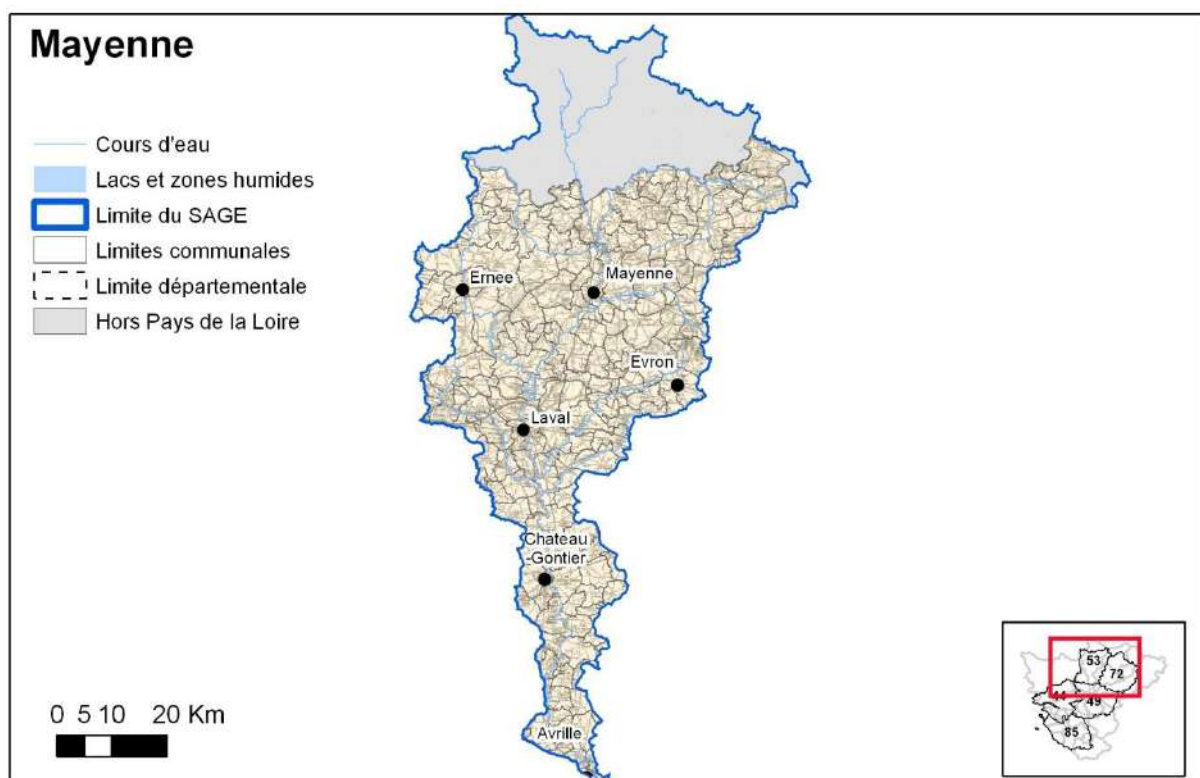 Mayenne
Cours d'eau
Lacs et zones humides
Limite du SAGE
Limites communales
Limite départementale
Hors Pays de la Loire
Ernee
Mayenne
Evron
Laval
Chateau
-Gontier
Avrille
0 5 10 20 Km
53
72
44
49
85